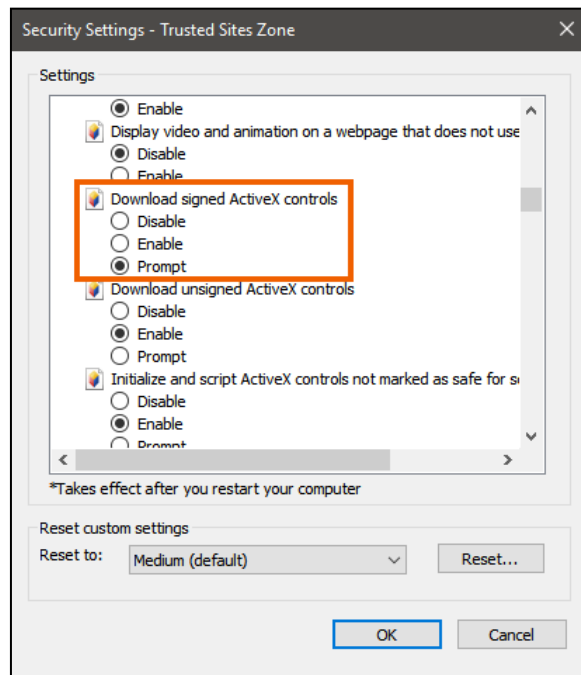 Security Settings - Trusted Sites Zone
Settings
Enable
Display video and animation on a webpage that does not use
Disable
Enable
Download signed ActiveX controls
Disable
Enable
Prompt
Download unsigned ActiveX controls
Disable
Enable
Prompt
Initialize and script ActiveX controls not marked as safe for s
Disable
Enable
Prompt
*Takes effect after you restart your computer
Reset custom settings
Reset to: Medium (default) Reset...
OK Cancel